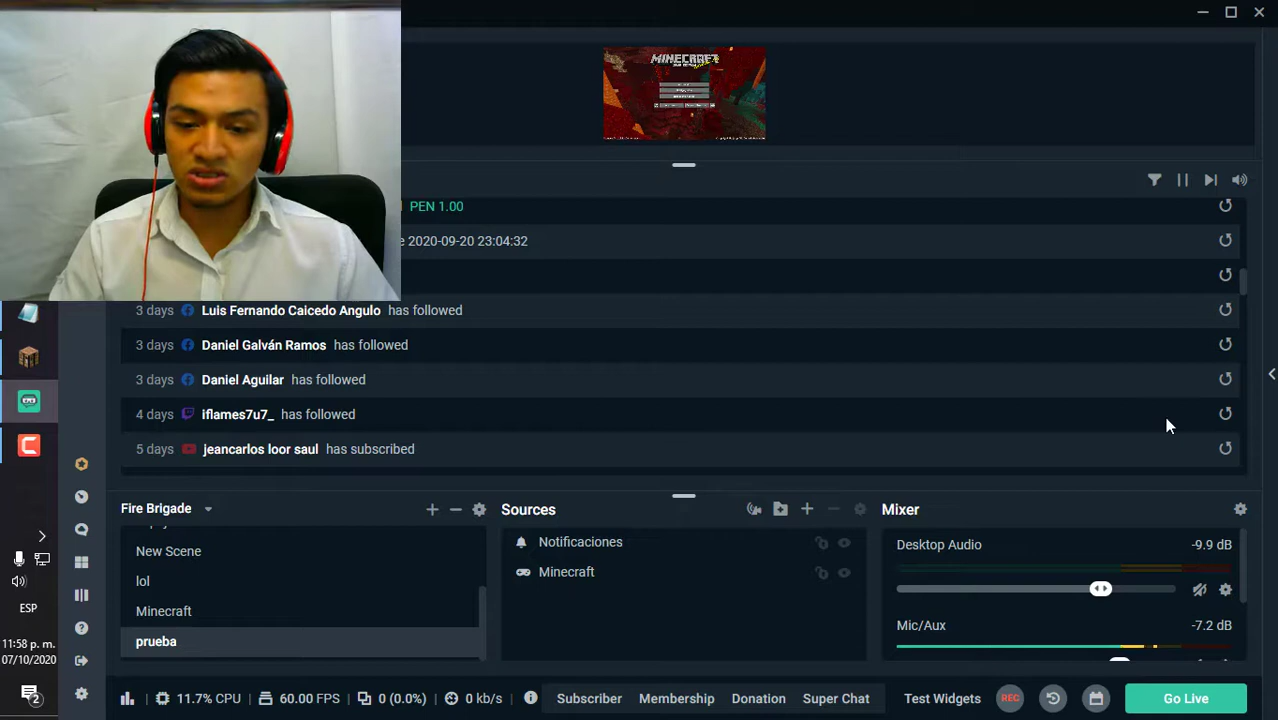 MINECRAFT
PEN 1.00
e 2020-09-20 23:04:32
3 days Luis Fernando Caicedo Angulo has followed
3 days Daniel Galván Ramos has followed
3 days Daniel Aguilar has followed
4 days iflames7u7_ has followed
5 days jeancarlos loor saul has subscribed
Fire Brigade
New Scene
lol
Minecraft
prueba
Sources
Notificaciones
Minecraft
Mixer
Desktop Audio -9.9 dB
Mic/Aux -7.2 dB
ESP
11:58 p. m.
07/10/2020
2
11.7% CPU 60.00 FPS 0 (0.0%) 0 kb/s Subscriber Membership Donation Super Chat Test Widgets REC Go Live